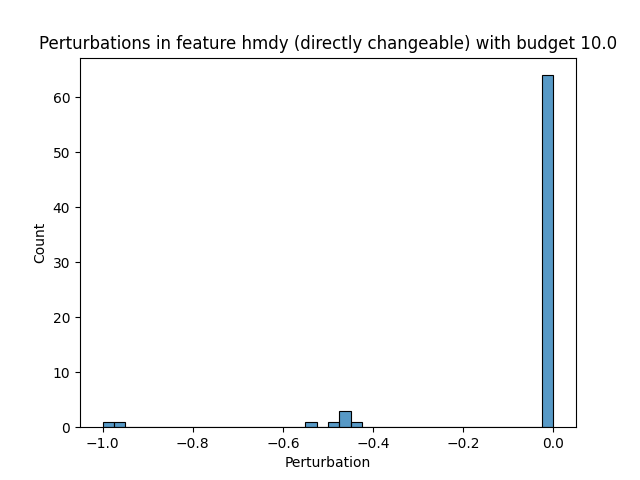 Perturbations in feature hmdy (directly changeable) with budget 10.0
Count
60
50
40
30
20
10
0
−1.0 −0.8 −0.6 −0.4 −0.2 0.0
Perturbation